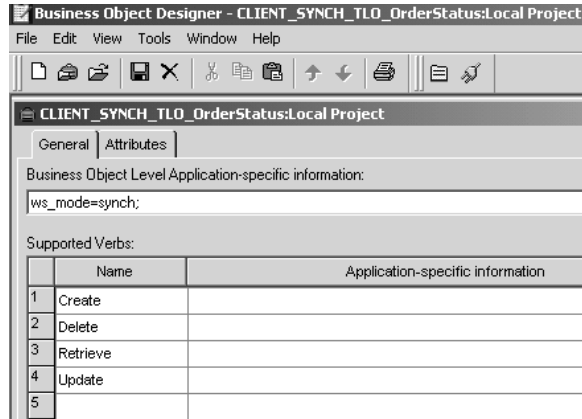 Business Object Designer - CLIENT_SYNCH_TLO_OrderStatus:Local Project
File Edit View Tools Window Help
CLIENT_SYNCH_TLO_OrderStatus:Local Project
General Attributes
Business Object Level Application-specific information:
ws_mode=synch;
Supported Verbs:
Name Application-specific information
1 Create
2 Delete
3 Retrieve
4 Update
5